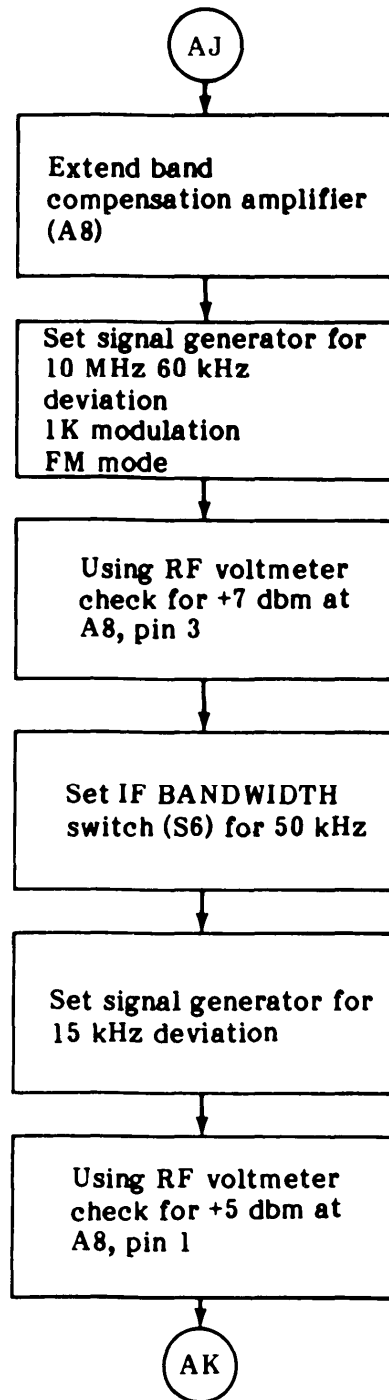 AJ
Extend band
compensation amplifier
(A8)
Set signal generator for
10 MHz 60 kHz
deviation
1K modulation
FM mode
Using RF voltmeter
check for +7 dbm at
A8, pin 3
Set IF BANDWIDTH
switch (S6) for 50 kHz
Set signal generator for
15 kHz deviation
Using RF voltmeter
check for +5 dbm at
A8, pin 1
AK